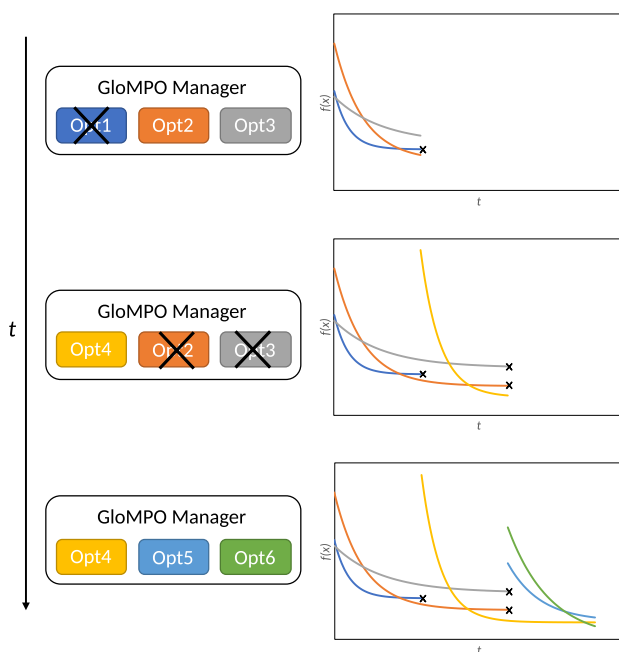 GloMPO Manager
Opt1 Opt2 Opt3
f(x)
t
t
GloMPO Manager
Opt4 Opt2 Opt3
f(x)
t
GloMPO Manager
Opt4 Opt5 Opt6
f(x)
t